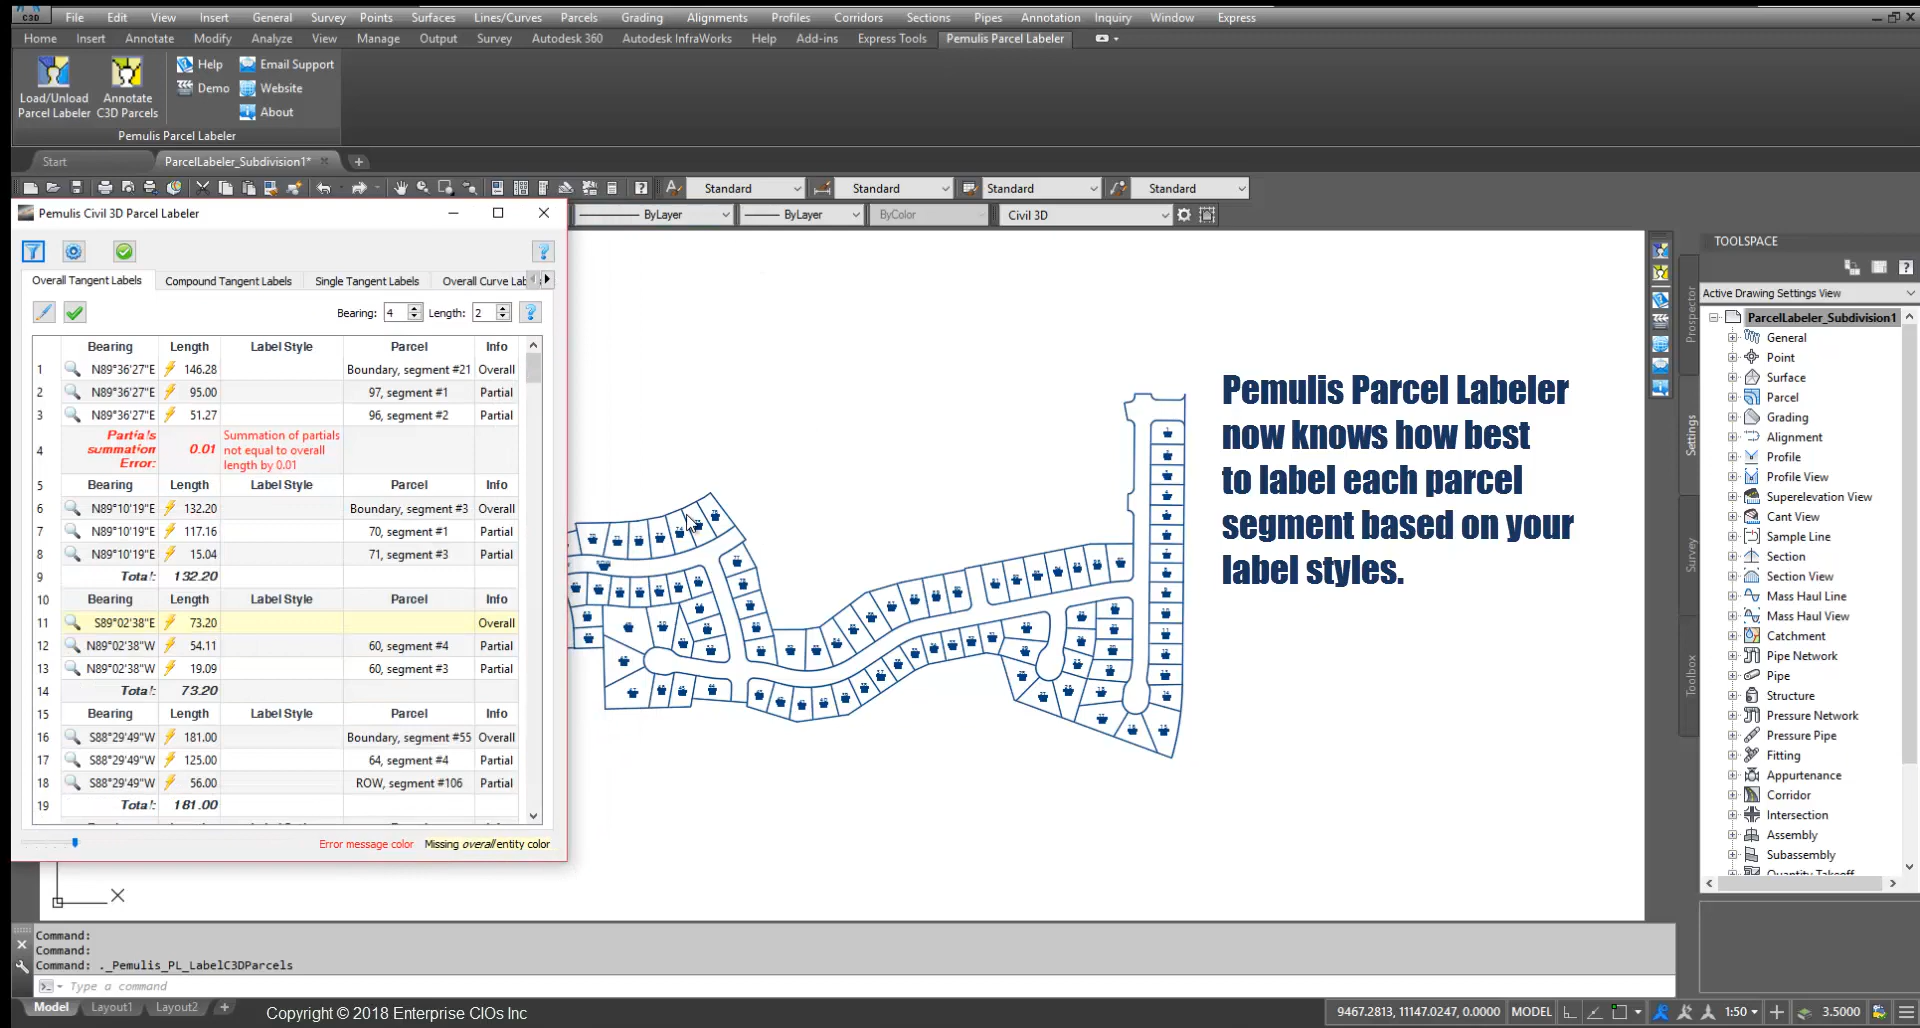 C3D File Edit View Insert General Survey Points Surfaces Lines/Curves Parcels Grading Alignments Profiles Corridors Sections Pipes Annotation Inquiry Window Express
Home Insert Annotate Modify Analyze View Manage Output Survey Autodesk 360 Autodesk InfraWorks Help Add-ins Express Tools Pemulis Parcel Labeler
Load/Unload
Parcel Labeler
Annotate
C3D Parcels
Help
Demo
Email Support
Website
About
Pemulis Parcel Labeler
Start ParcelLabeler_Subdivision1*
Standard Standard Standard Standard
ByLayer ByLayer ByColor Civil 3D
Pemulis Civil 3D Parcel Labeler
Overall Tangent Labels Compound Tangent Labels Single Tangent Labels Overall Curve Lab
Bearing: 4 Length: 2
Bearing Length Label Style Parcel Info
1 N89°36'27"E 146.28 Boundary, segment #21 Overall
2 N89°36'27"E 95.00 97, segment #1 Partial
3 N89°36'27"E 51.27 96, segment #2 Partial
4 Partials summation Error: 0.01 Summation of partials not equal to overall length by 0.01
5 Bearing Length Label Style Parcel Info
6 N89°10'19"E 132.20 Boundary, segment #3 Overall
7 N89°10'19"E 117.16 70, segment #1 Partial
8 N89°10'19"E 15.04 71, segment #3 Partial
9 Total: 132.20
10 Bearing Length Label Style Parcel Info
11 S89°02'38"E 73.20 Overall
12 N89°02'38"W 54.11 60, segment #4 Partial
13 N89°02'38"W 19.09 60, segment #3 Partial
14 Total: 73.20
15 Bearing Length Label Style Parcel Info
16 S88°29'49"W 181.00 Boundary, segment #55 Overall
17 S88°29'49"W 125.00 64, segment #4 Partial
18 S88°29'49"W 56.00 ROW, segment #106 Partial
19 Total: 181.00
Error message color Missing overall entity color
Pemulis Parcel Labeler
now knows how best
to label each parcel
segment based on your
label styles.
TOOLSPACE
Active Drawing Settings View
Prospector
Settings
Survey
Toolbox
ParcelLabeler_Subdivision1
General
Point
Surface
Parcel
Grading
Alignment
Profile
Profile View
Superelevation View
Cant View
Sample Line
Section
Section View
Mass Haul Line
Mass Haul View
Catchment
Pipe Network
Pipe
Structure
Pressure Network
Pressure Pipe
Fitting
Appurtenance
Corridor
Intersection
Assembly
Subassembly
Quantity Takeoff
Command:
Command:
Command: ._Pemulis_PL_LabelC3DParcels
Type a command
Model Layout1 Layout2
Copyright © 2018 Enterprise CIOs Inc
9467.2813, 11147.0247, 0.0000 MODEL 1:50 3.5000